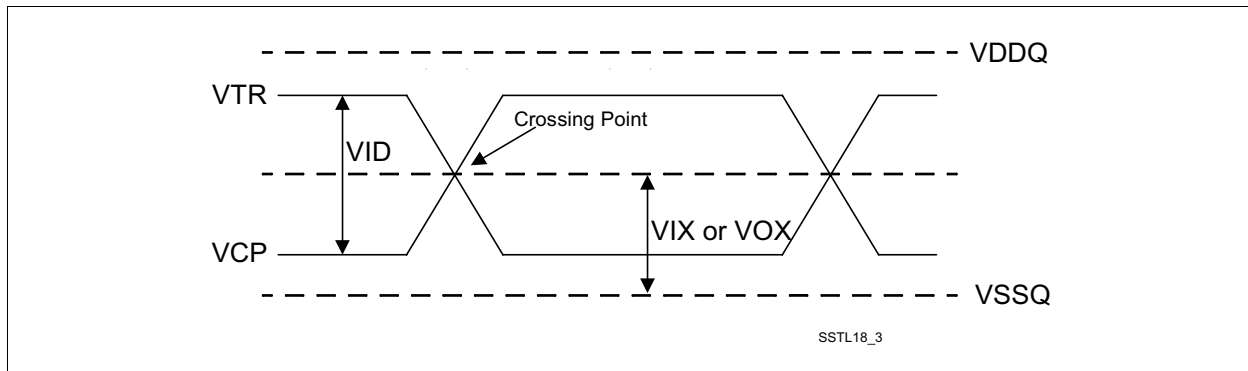 VDDQ
VTR
Crossing Point
VID
VIX or VOX
VCP
VSSQ
SSTL18_3